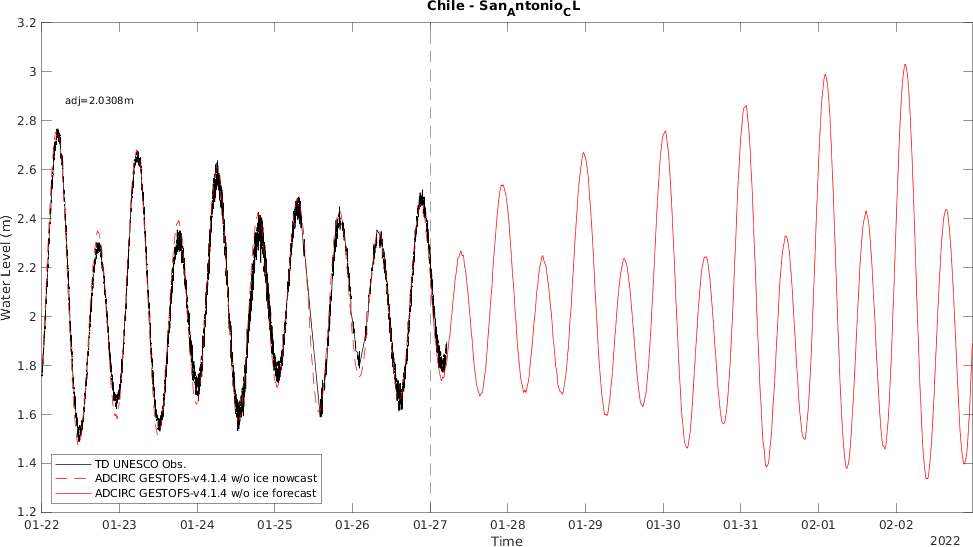 Chile - San_Antonio_CL
3.2
3
2.8
2.6
2.4
2.2
2
1.8
1.6
1.4
1.2
Water Level (m)
adj=2.0308m
TD UNESCO Obs.
ADCIRC GESTOFS-v4.1.4 w/o ice nowcast
ADCIRC GESTOFS-v4.1.4 w/o ice forecast
01-22 01-23 01-24 01-25 01-26 01-27 01-28 01-29 01-30 01-31 02-01 02-02
Time
2022